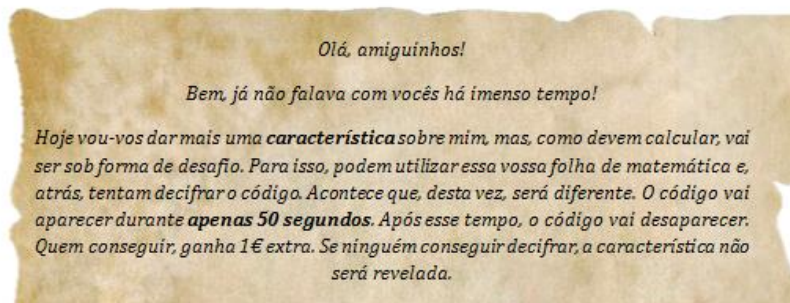 Olá, amiguinhos!
Bem, já não falava com vocês há imenso tempo!
Hoje vou-vos dar mais uma característica sobre mim, mas, como devem calcular, vai
ser sob forma de desafio. Para isso, podem utilizar essa vossa folha de matemática e,
atrás, tentam decifrar o código. Acontece que, desta vez, será diferente. O código vai
aparecer durante apenas 50 segundos. Após esse tempo, o código vai desaparecer.
Quem conseguir, ganha 1€ extra. Se ninguém conseguir decifrar, a característica não
será revelada.